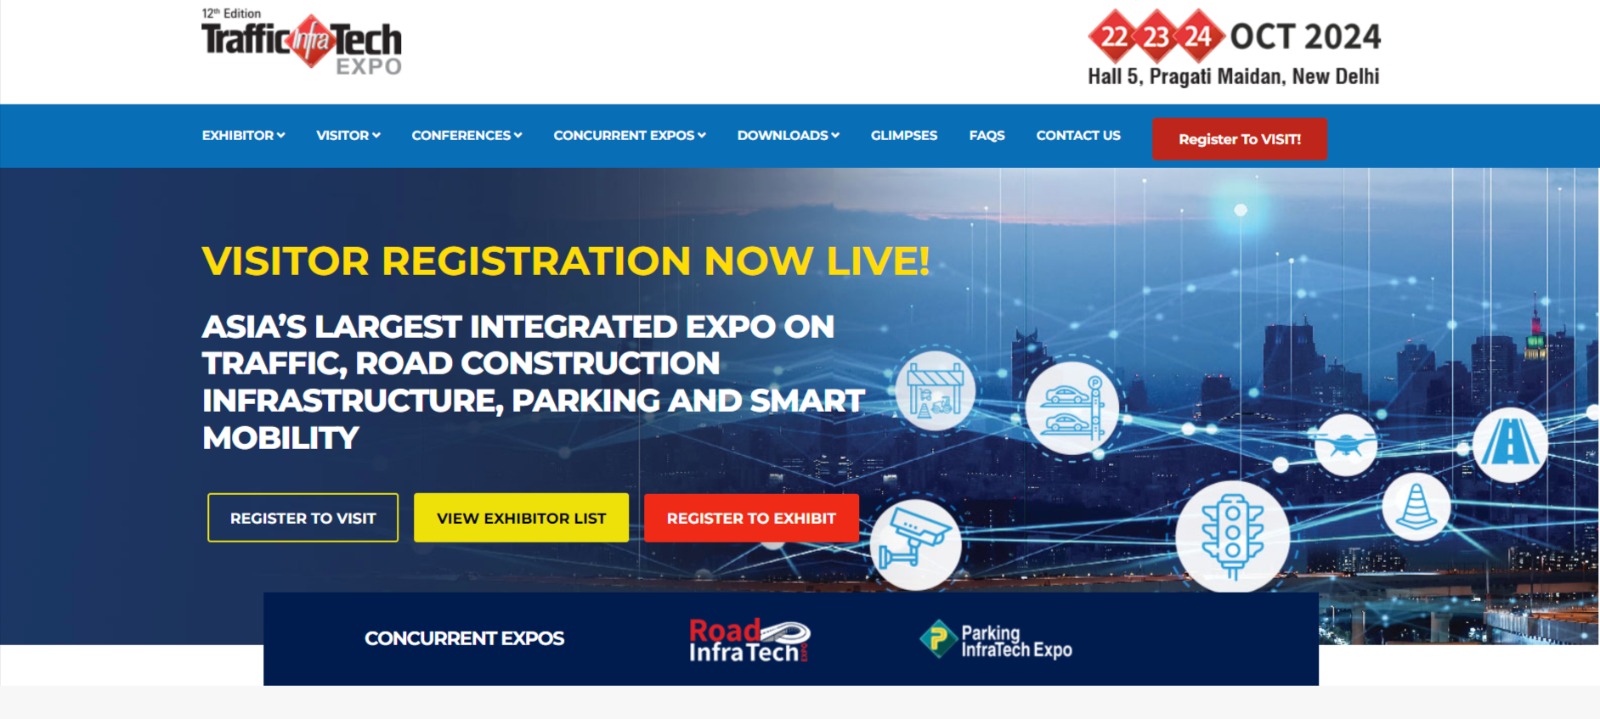 12th Edition
Traffic Infra Tech
EXPO
22 23 24 OCT 2024
Hall 5, Pragati Maidan, New Delhi
EXHIBITOR
VISITOR
CONFERENCES
CONCURRENT EXPOS
DOWNLOADS
GLIMPSES
FAQS
CONTACT US
Register To VISIT!
VISITOR REGISTRATION NOW LIVE!
ASIA'S LARGEST INTEGRATED EXPO ON
TRAFFIC, ROAD CONSTRUCTION
INFRASTRUCTURE, PARKING AND SMART
MOBILITY
REGISTER TO VISIT
VIEW EXHIBITOR LIST
REGISTER TO EXHIBIT
P
CONCURRENT EXPOS
Road
InfraTech
EXPO
P
Parking
InfraTech Expo